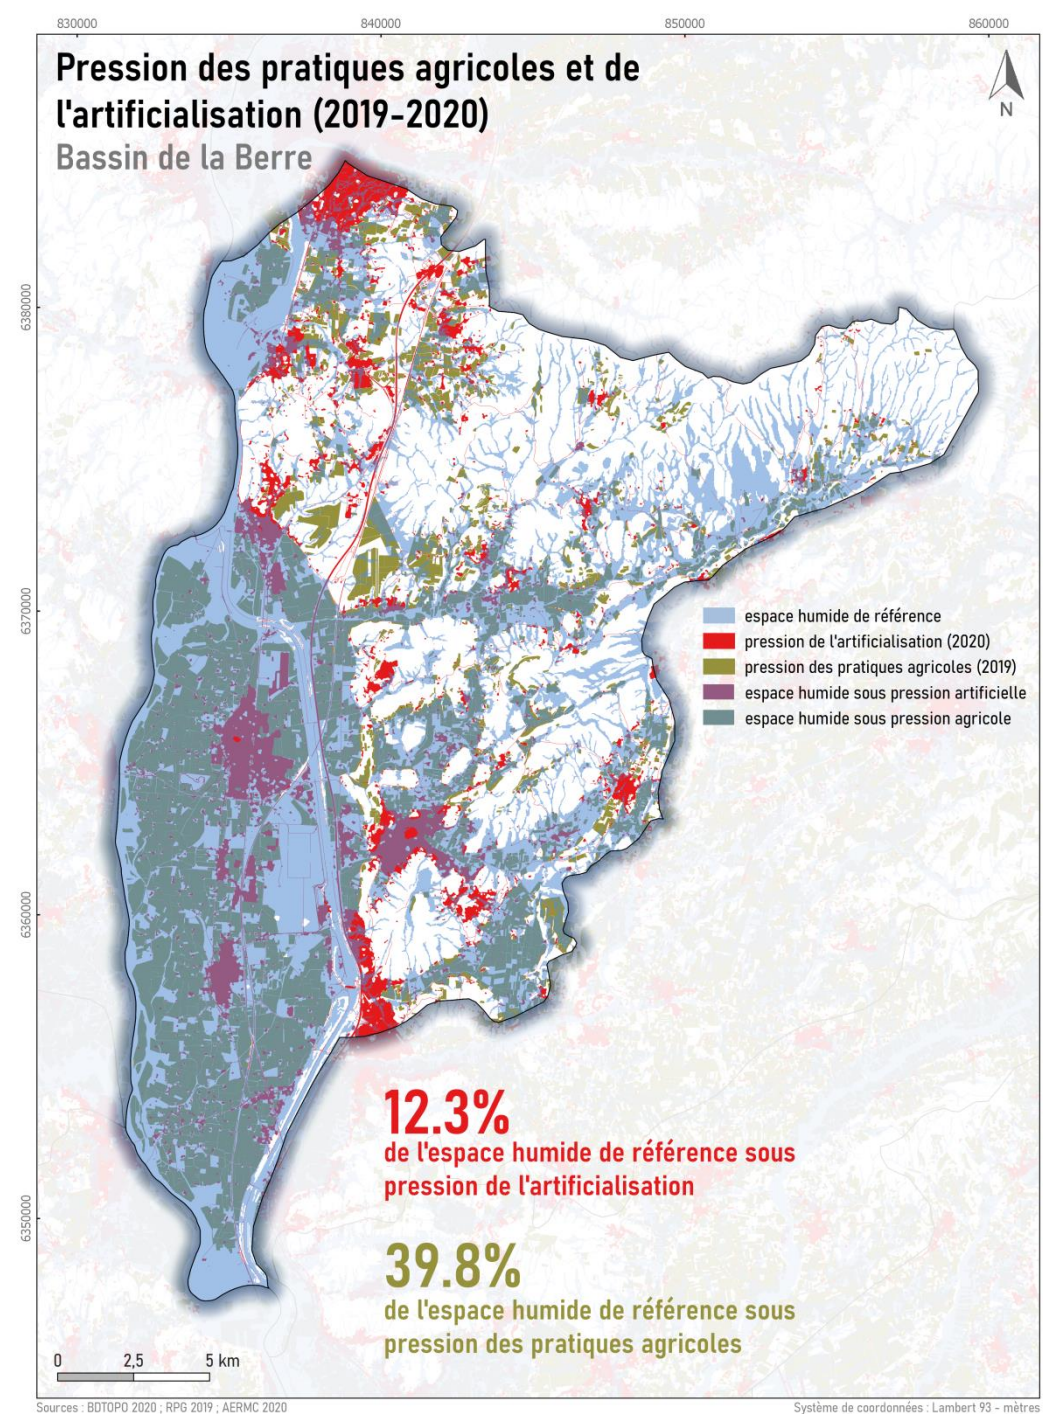 830000
840000
850000
860000
Pression des pratiques agricoles et de
l'artificialisation (2019-2020)
Bassin de la Berre
N
6380000
6370000
6360000
6350000
espace humide de référence
pression de l'artificialisation (2020)
pression des pratiques agricoles (2019)
espace humide sous pression artificielle
espace humide sous pression agricole
12.3%
de l'espace humide de référence sous
pression de l'artificialisation
39.8%
de l'espace humide de référence sous
pression des pratiques agricoles
0 2,5 5 km
Sources : BDTOPO 2020 ; RPG 2019 ; AERMC 2020
Système de coordonnées : Lambert 93 - mètres